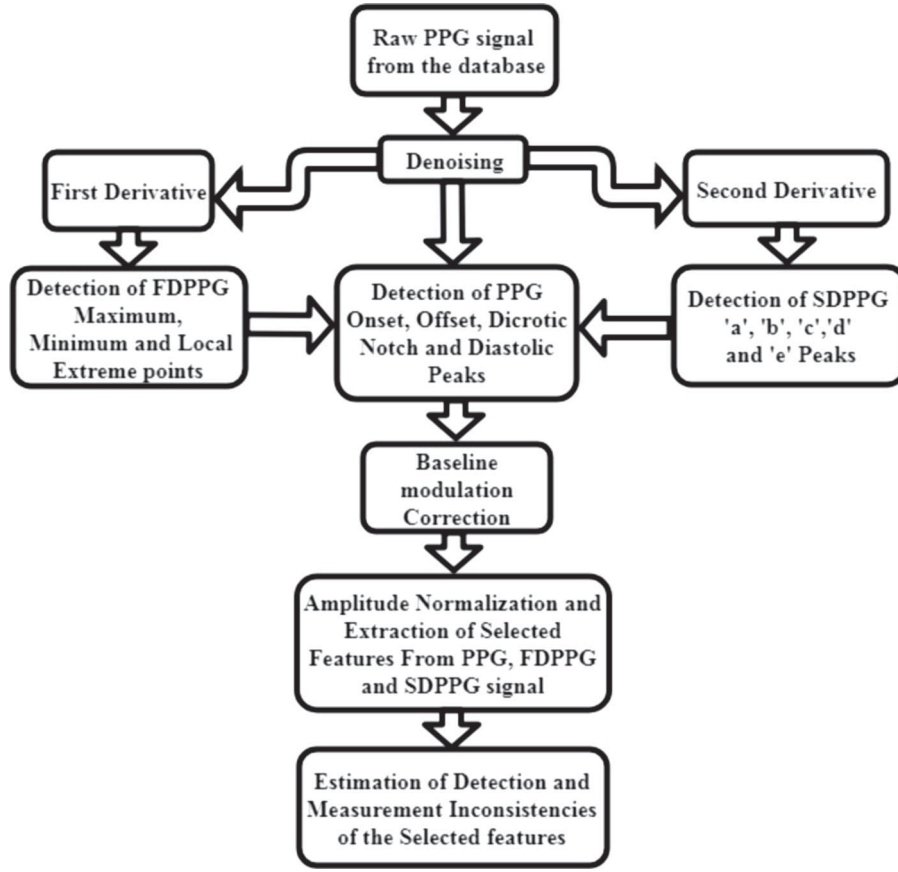 Raw PPG signal
from the database
Denoising
First Derivative
Second Derivative
Detection of FDPPG
Maximum,
Minimum and Local
Extreme points
Detection of PPG
Onset, Offset, Dicrotic
Notch and Diastolic
Peaks
Detection of SDPPG
'a', 'b', 'c','d'
and 'e' Peaks
Baseline
modulation
Correction
Amplitude Normalization and
Extraction of Selected
Features From PPG, FDPPG
and SDPPG signal
Estimation of Detection and
Measurement Inconsistencies
of the Selected features